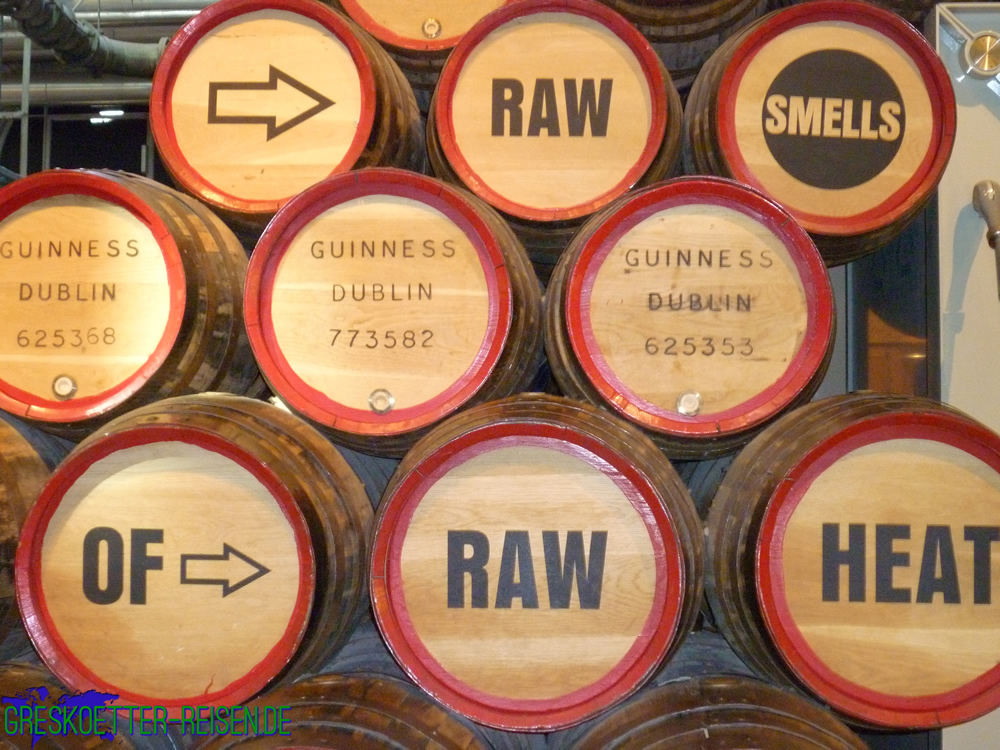 RAW
SMELLS
GUINNESS
DUBLIN
625368
GUINNESS
DUBLIN
773582
GUINNESS
DUBLIN
625353
OF
RAW
HEAT
GRESKOETTER-REISEN.DE